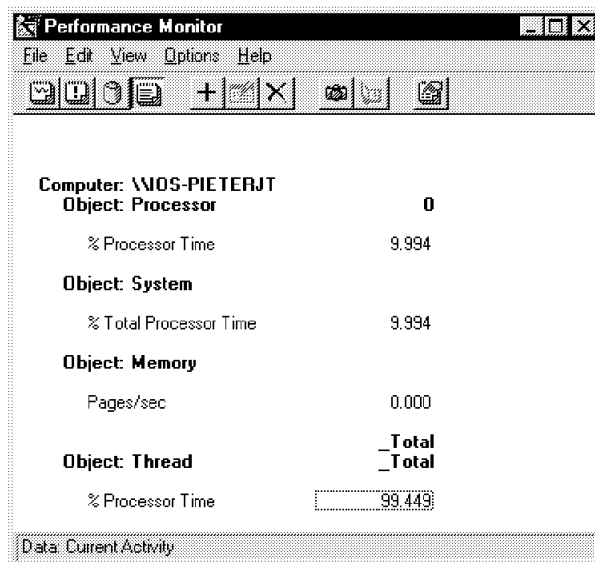 Performance Monitor
File Edit View Options Help
Computer: \\IOS-PIETERJT
Object: Processor 0
% Processor Time 9.994
Object: System
% Total Processor Time 9.994
Object: Memory
Pages/sec 0.000
_Total
Object: Thread _Total
% Processor Time 99.449
Data: Current Activity